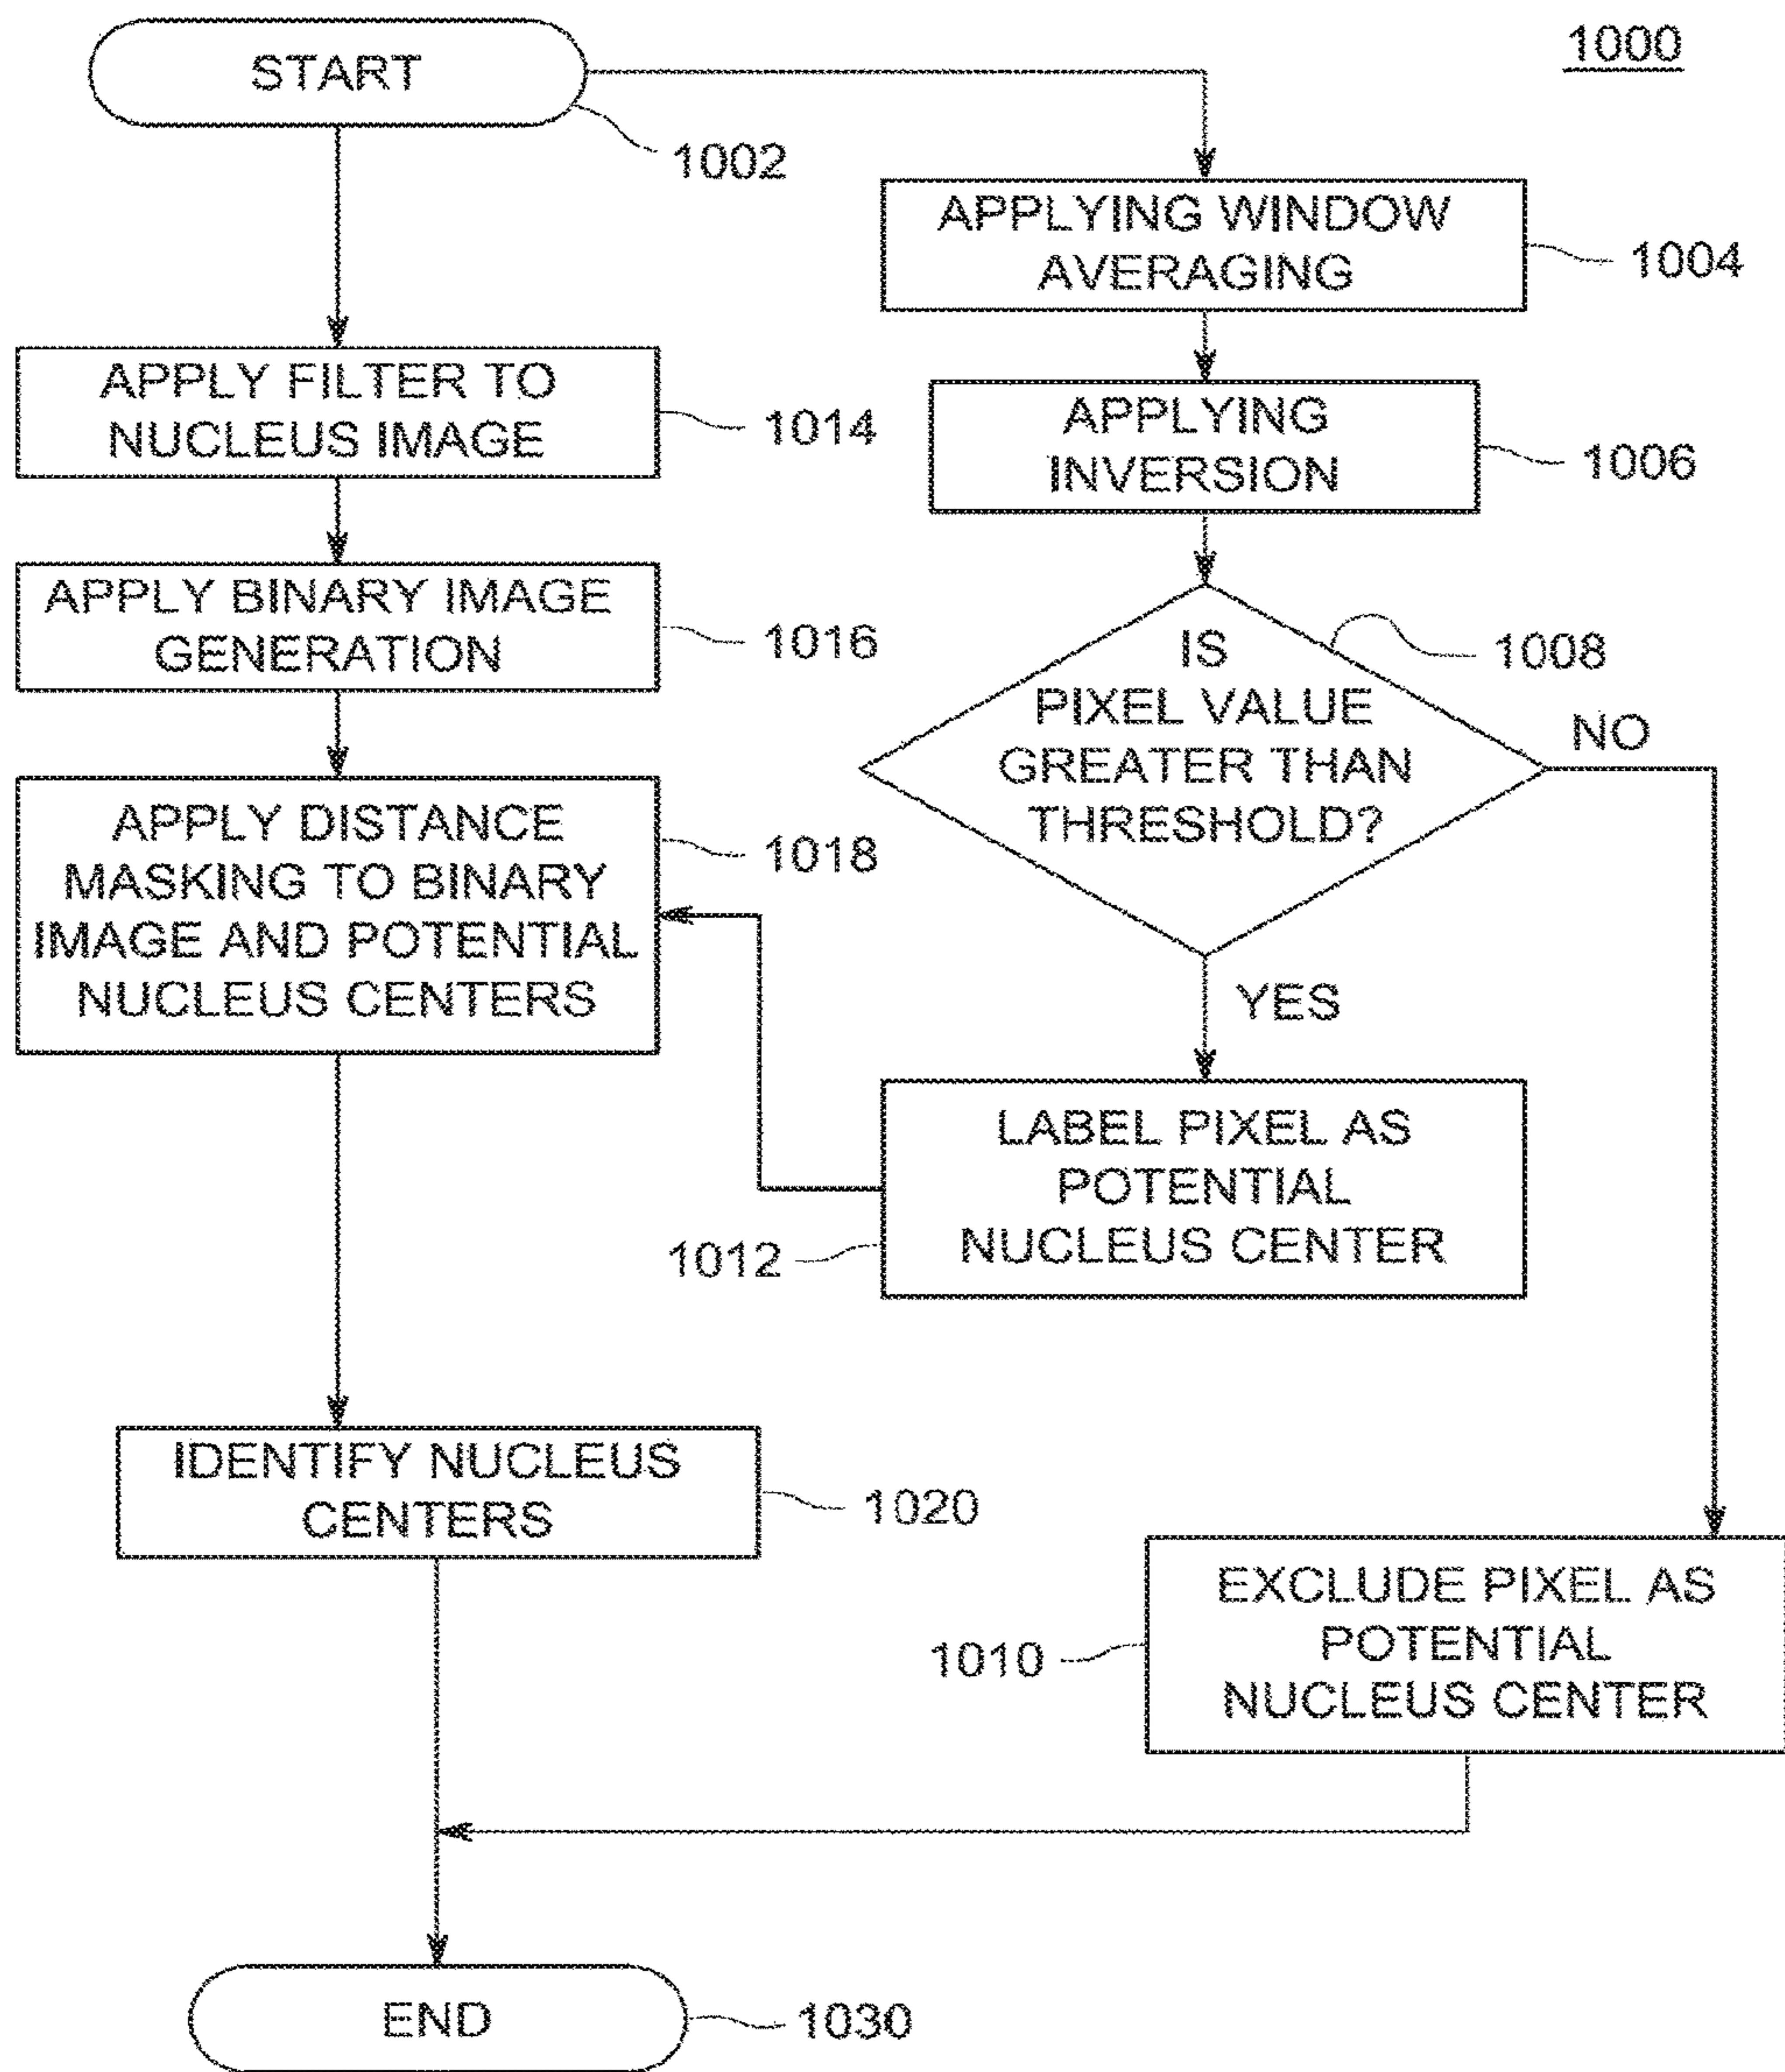 1000
START
1002
APPLYING WINDOW
AVERAGING
1004
APPLY FILTER TO
NUCLEUS IMAGE
1014
APPLYING
INVERSION
1006
APPLY BINARY IMAGE
GENERATION
1016
IS
PIXEL VALUE
GREATER THAN
THRESHOLD?
1008
NO
YES
APPLY DISTANCE
MASKING TO BINARY
IMAGE AND POTENTIAL
NUCLEUS CENTERS
1018
LABEL PIXEL AS
POTENTIAL
NUCLEUS CENTER
1012
IDENTIFY NUCLEUS
CENTERS
1020
EXCLUDE PIXEL AS
POTENTIAL
NUCLEUS CENTER
1010
END
1030